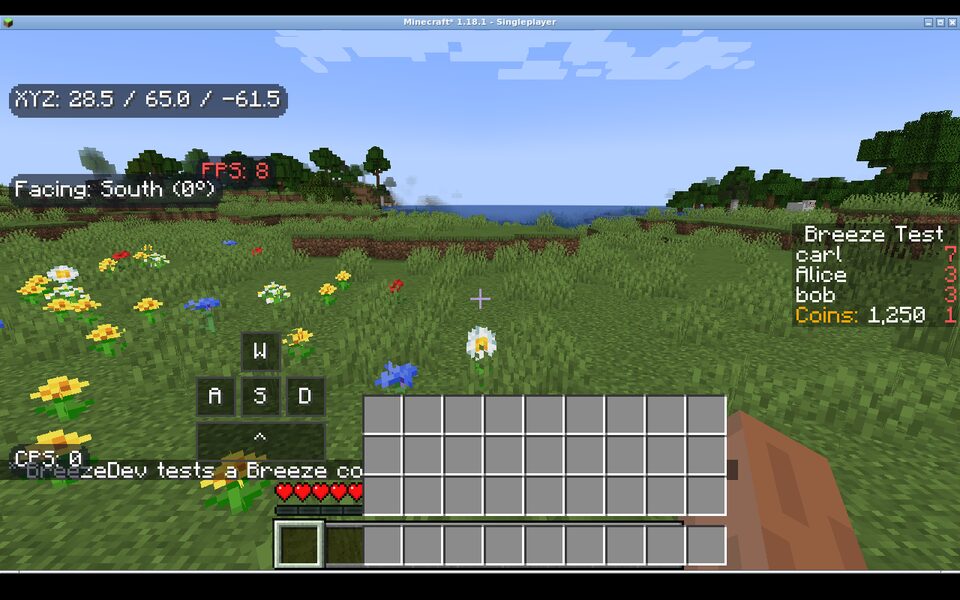 Minecraft* 1.18.1 - Singleplayer
XYZ: 28.5 / 65.0 / -61.5
FPS: 8
Facing: South (0°)
Breeze Test
carl 7
Alice 3
bob 3
Coins: 1,250 1
W
A S D
^
CPS: 0
* BreezeDev tests a Breeze co